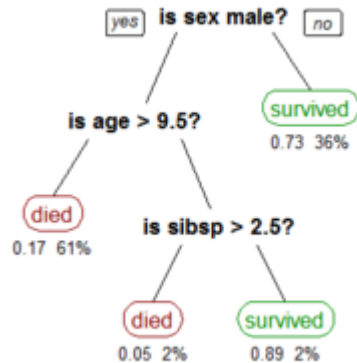 yes is sex male? no
is age > 9.5?
survived
0.73 36%
died
0.17 61%
is sibsp > 2.5?
died survived
0.05 2% 0.89 2%